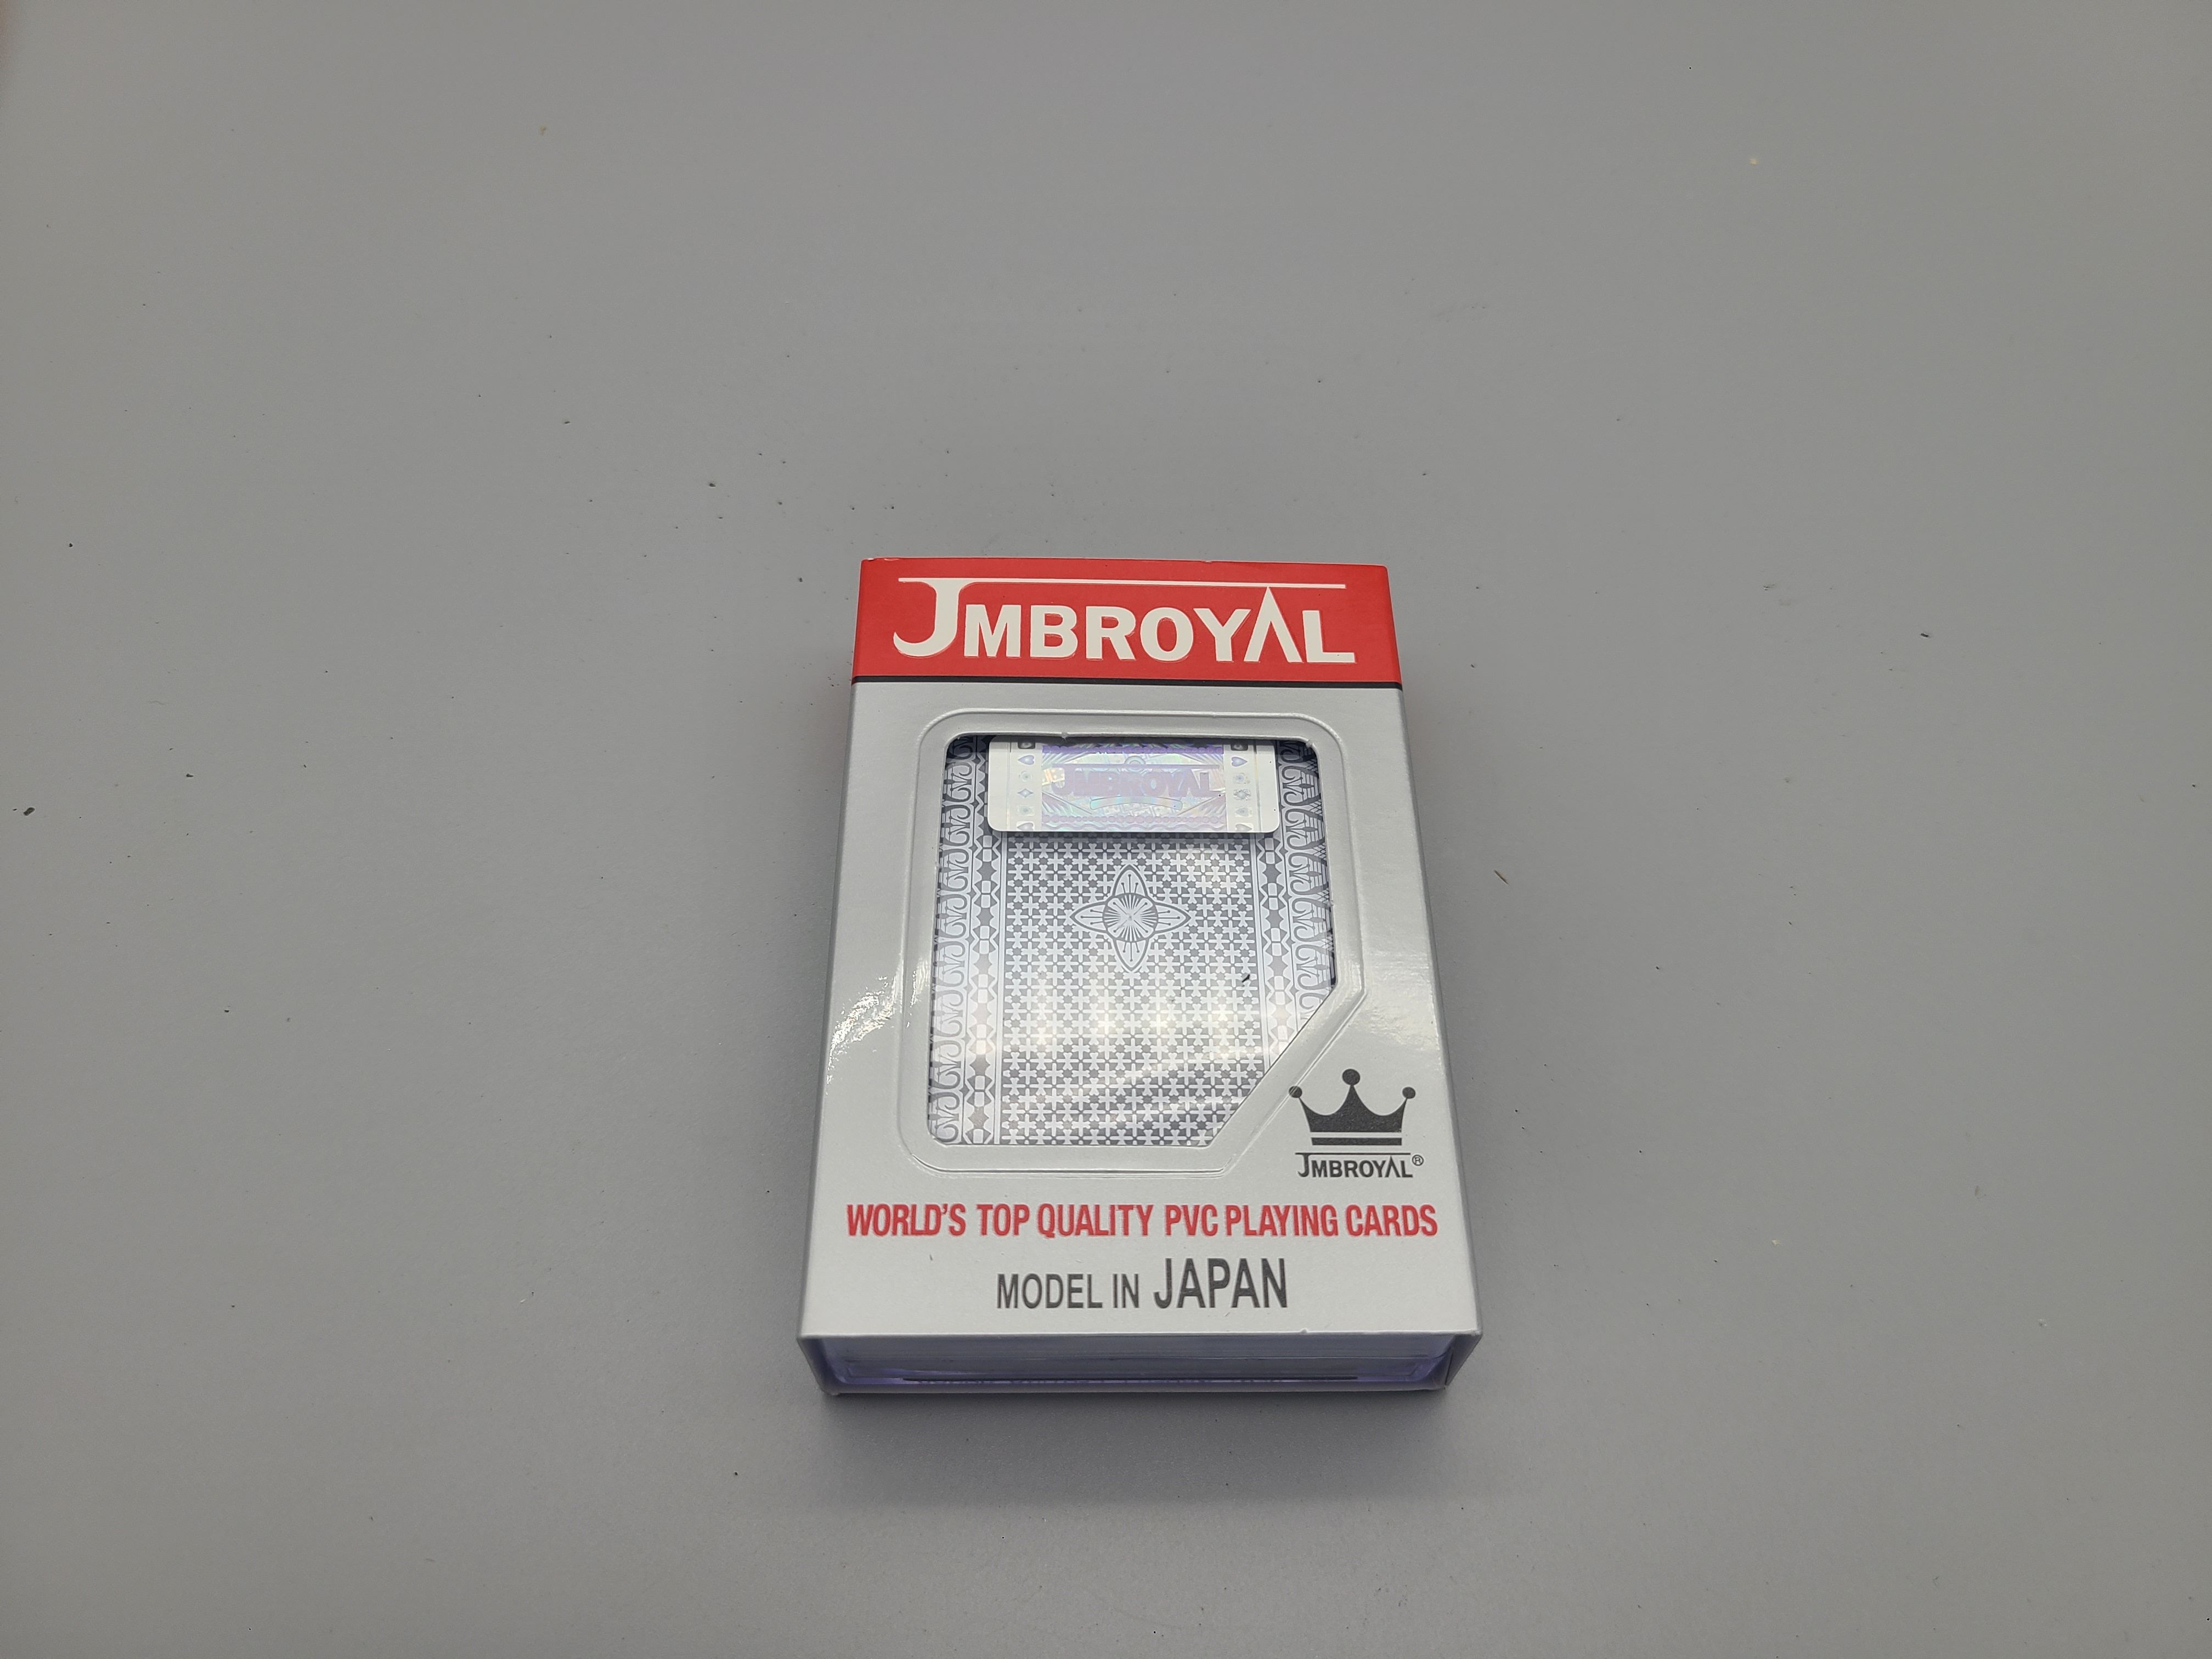 JMBROYAL
JMBROYAL
JMBROYAL®
WORLD'S TOP QUALITY PVC PLAYING CARDS
MODEL IN JAPAN